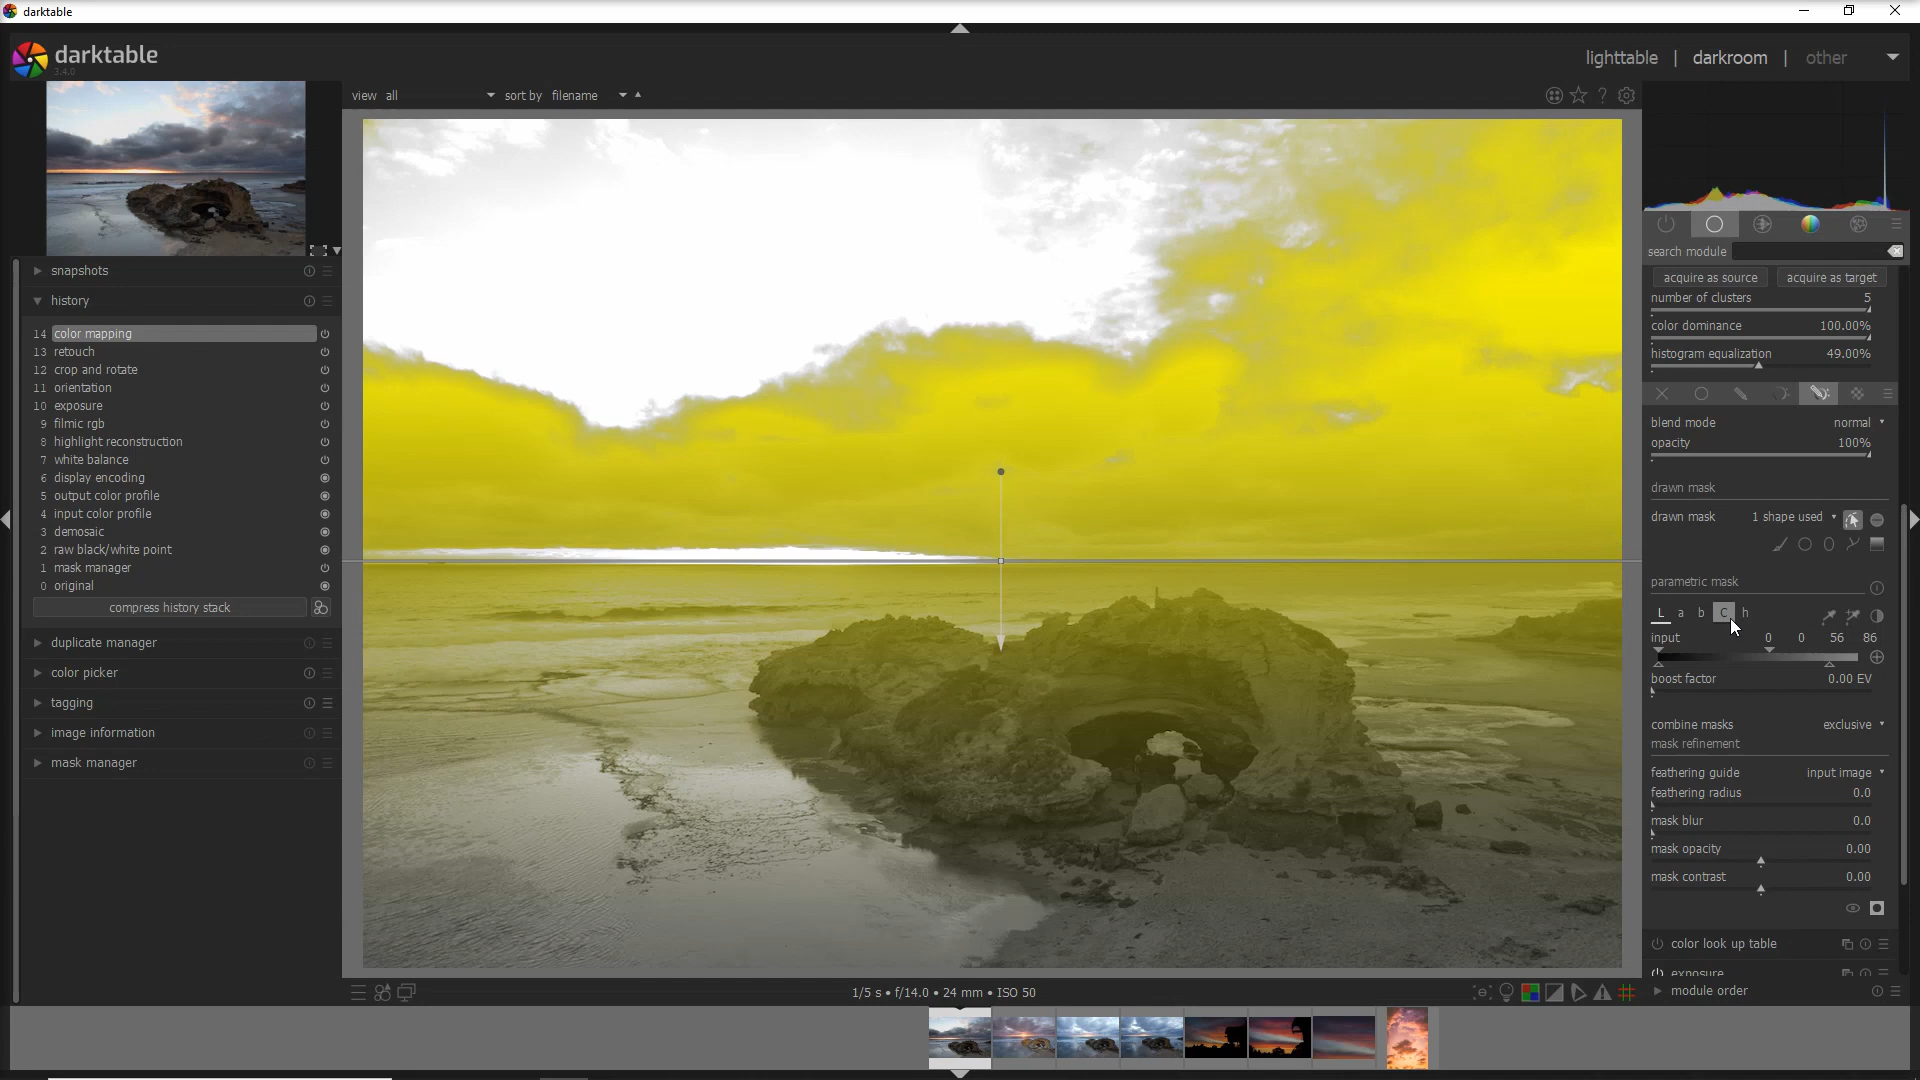 darktable
darktable
3.4.0
lighttable | darkroom | other
view all sort by filename
?
search module
snapshots
history
14 color mapping
13 retouch
12 crop and rotate
11 orientation
10 exposure
9 filmic rgb
8 highlight reconstruction
7 white balance
6 display encoding
5 output color profile
4 input color profile
3 demosaic
2 raw black/white point
1 mask manager
0 original
compress history stack
duplicate manager
color picker
tagging
image information
mask manager
1/5 s • f/14.0 • 24 mm • ISO 50
acquire as source acquire as target
number of clusters 5
color dominance 100.00%
histogram equalization 49.00%
blend mode normal
opacity 100%
drawn mask
drawn mask 1 shape used
parametric mask
L a b C h
input 0 0 56 86
boost factor 0.00 EV
combine masks exclusive
mask refinement
feathering guide input image
feathering radius 0.0
mask blur 0.0
mask opacity 0.00
mask contrast 0.00
color look up table
exposure
module order